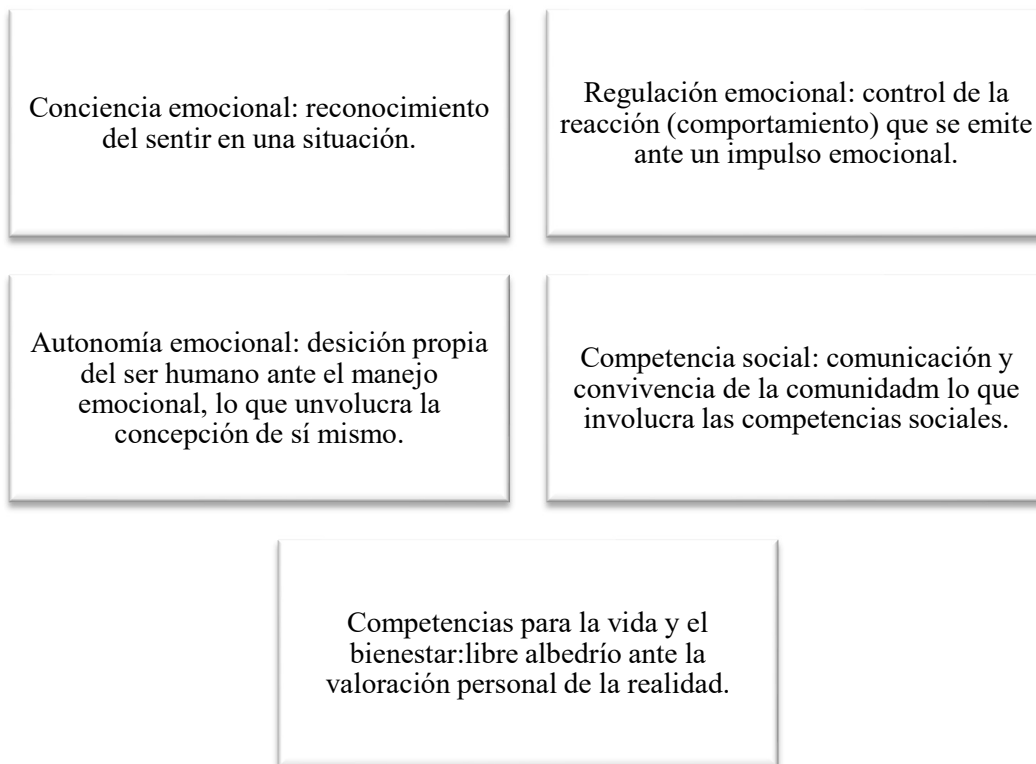 Conciencia emocional: reconocimiento
del sentir en una situación.
Regulación emocional: control de la
reacción (comportamiento) que se emite
ante un impulso emocional.
Autonomía emocional: desición propia
del ser humano ante el manejo
emocional, lo que unvolucra la
concepción de sí mismo.
Competencia social: comunicación y
convivencia de la comunidadm lo que
involucra las competencias sociales.
Competencias para la vida y el
bienestar:libre albedrío ante la
valoración personal de la realidad.